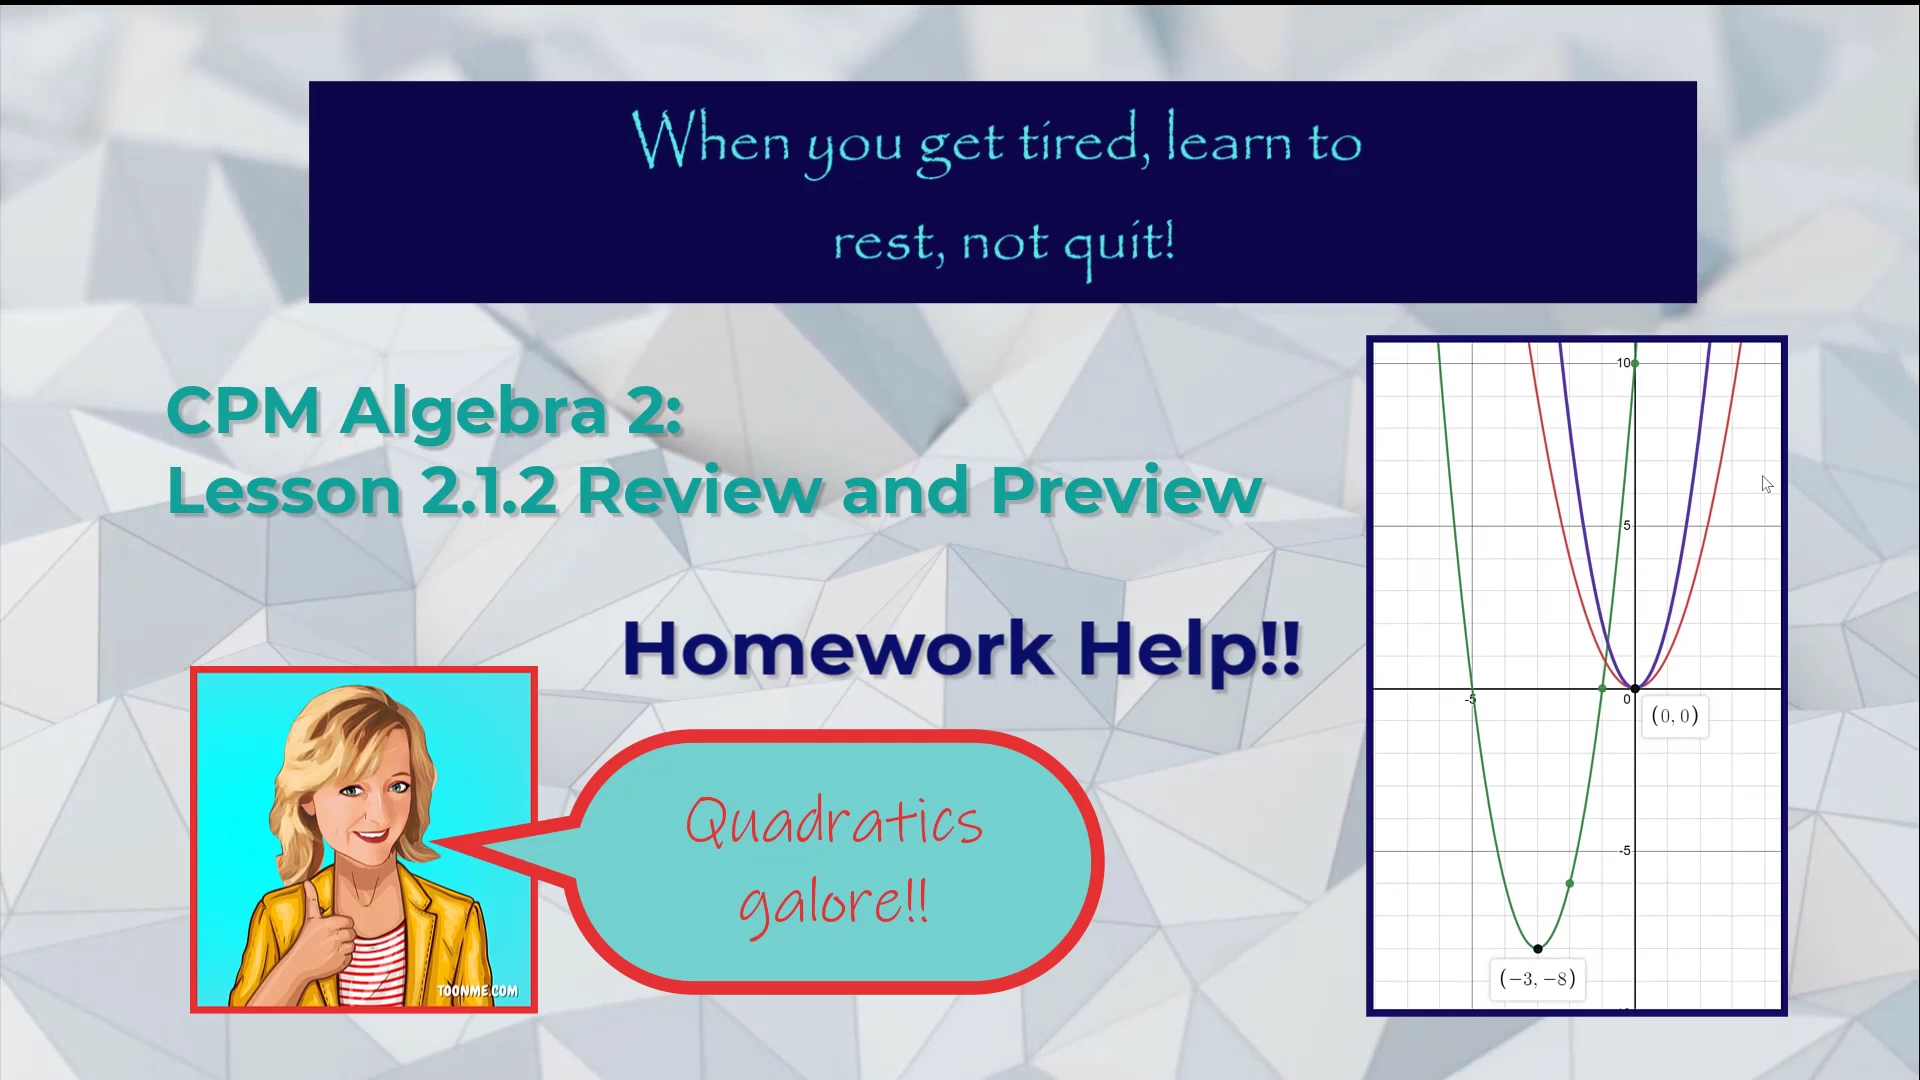 When you get tired, learn to
rest, not quit!
CPM Algebra 2:
Lesson 2.1.2 Review and Preview
Homework Help!!
Quadratics
galore!!
TOONME.COM
10
5
-5
0
(0, 0)
-5
(−3, −8)